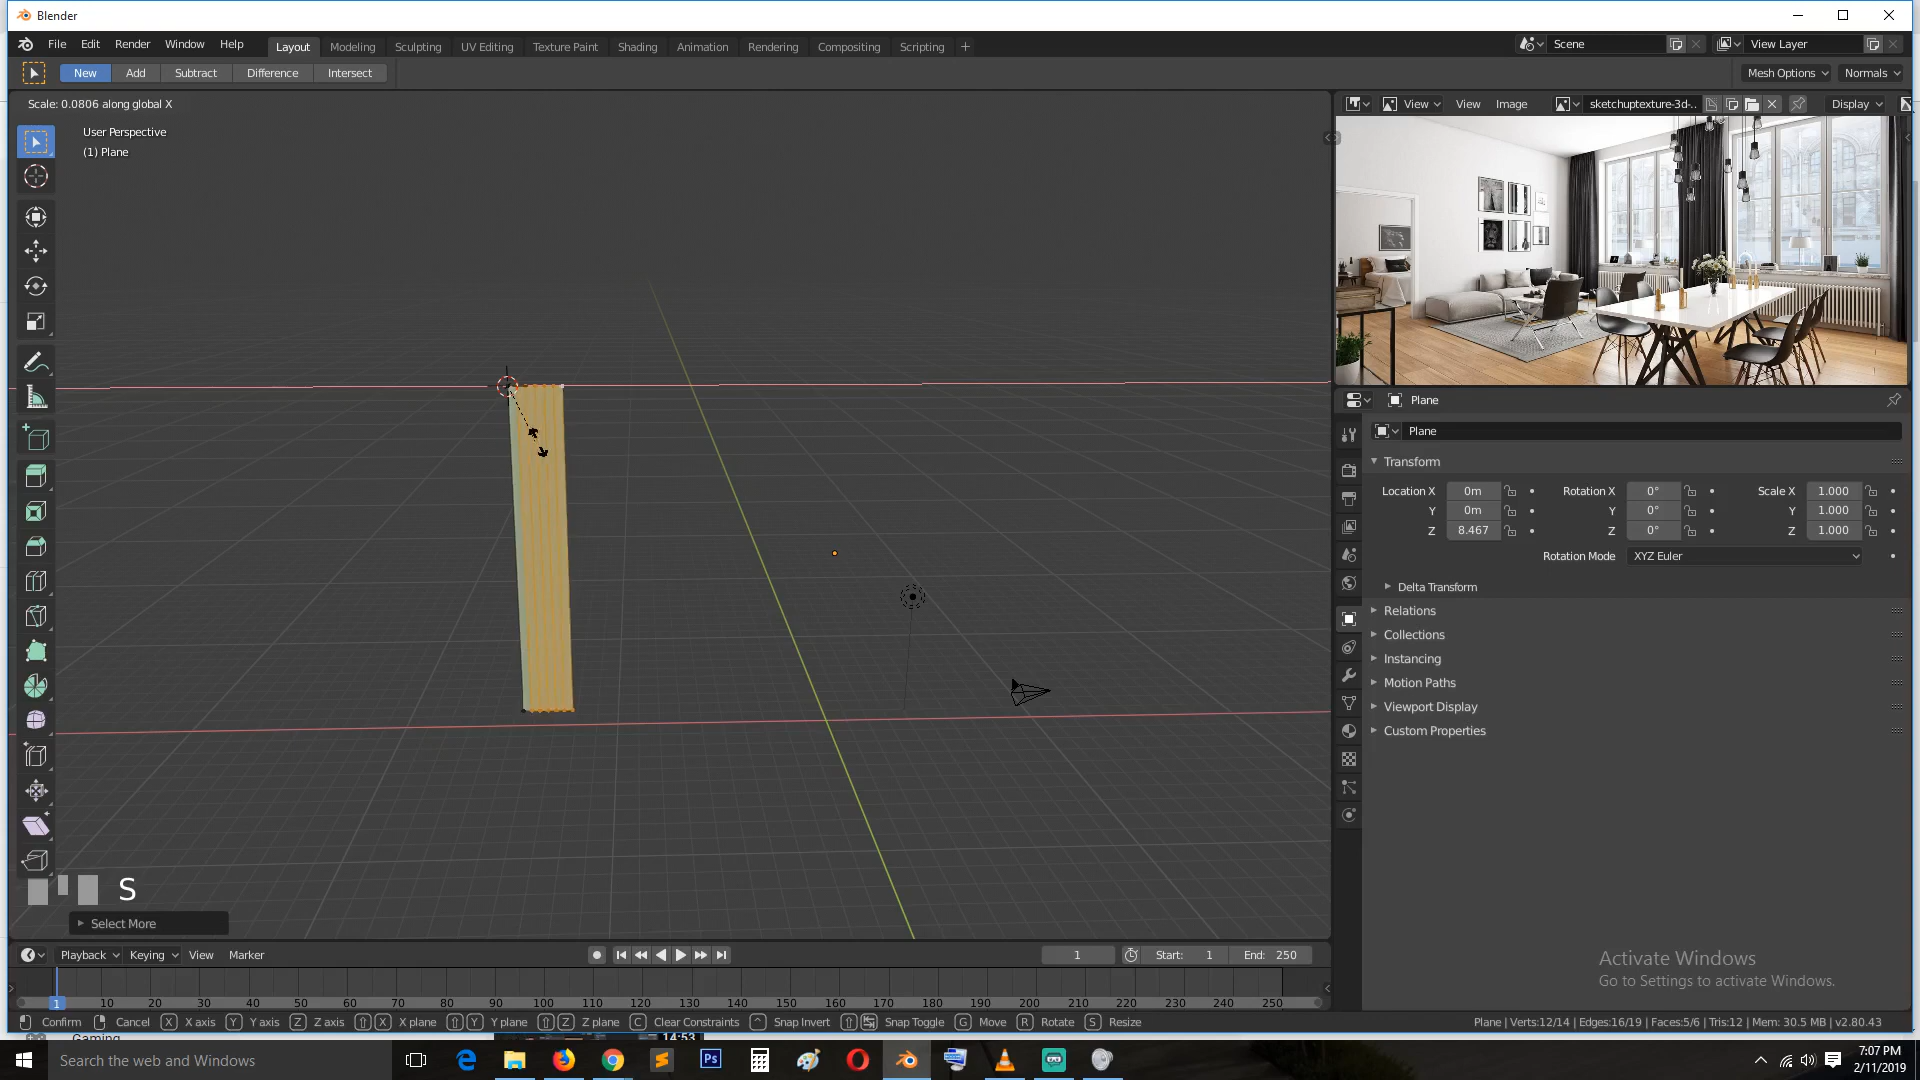 Blender
File Edit Render Window Help Layout Modeling Sculpting UV Editing Texture Paint Shading Animation Rendering Compositing Scripting + Scene View Layer
New Add Subtract Difference Intersect Mesh Options Normals
Scale: 0.0806 along global X
View View Image sketchuptexture-3d-.. Display
User Perspective
(1) Plane
Plane
Plane
Transform
Location X 0m Rotation X 0° Scale X 1.000
Y 0m Y 0° Y 1.000
Z 8.467 Z 0° Z 1.000
Rotation Mode XYZ Euler
Delta Transform
Relations
Collections
Instancing
Motion Paths
Viewport Display
Custom Properties
S
Select More
Activate Windows
Go to Settings to activate Windows.
Playback Keying View Marker 1 Start: 1 End: 250
1 10 20 30 40 50 60 70 80 90 100 110 120 130 140 150 160 170 180 190 200 210 220 230 240 250
Confirm Cancel X X axis Y Y axis Z Z axis X X plane Y Y plane Z Z plane C Clear Constraints Snap Invert Snap Toggle G Move R Rotate S Resize
Plane | Verts:12/14 | Edges:16/19 | Faces:5/6 | Tris:12 | Mem: 30.5 MB | v2.80.43
Gaming 14:53
Search the web and Windows Ps
7:07 PM
2/11/2019